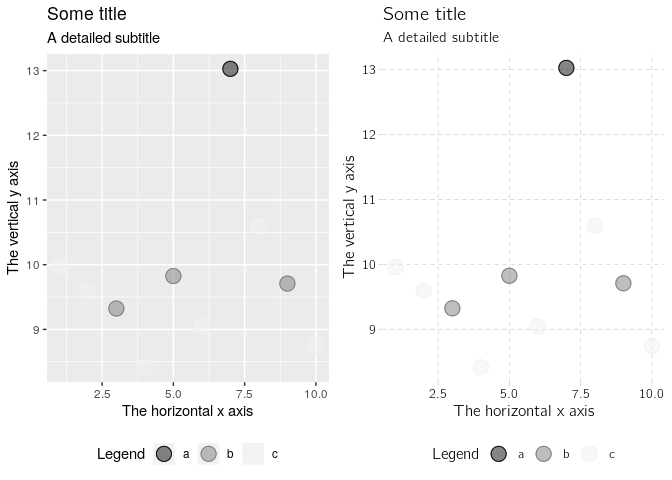 Some title
A detailed subtitle
13
12
11
10
9
The vertical y axis
2.5 5.0 7.5 10.0
The horizontal x axis
Legend a b c
Some title
A detailed subtitle
13
12
11
10
9
The vertical y axis
2.5 5.0 7.5 10.0
The horizontal x axis
Legend a b c